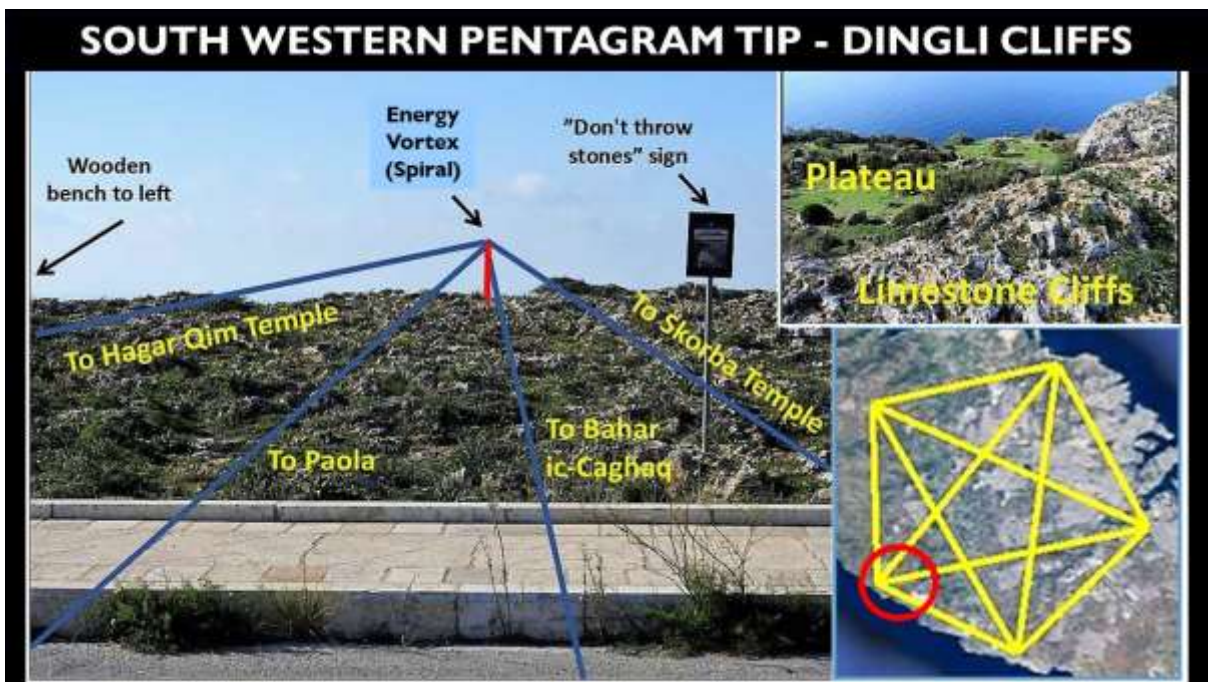 SOUTH WESTERN PENTAGRAM TIP - DINGLI CLIFFS
Energy
Vortex
(Spiral)
"Don't throw
stones" sign
Wooden
bench to left
To Hagar Qim Temple
To Paola
To Bahar
ic-Caghaq
To Skorba Temple
Plateau
Limestone Cliffs